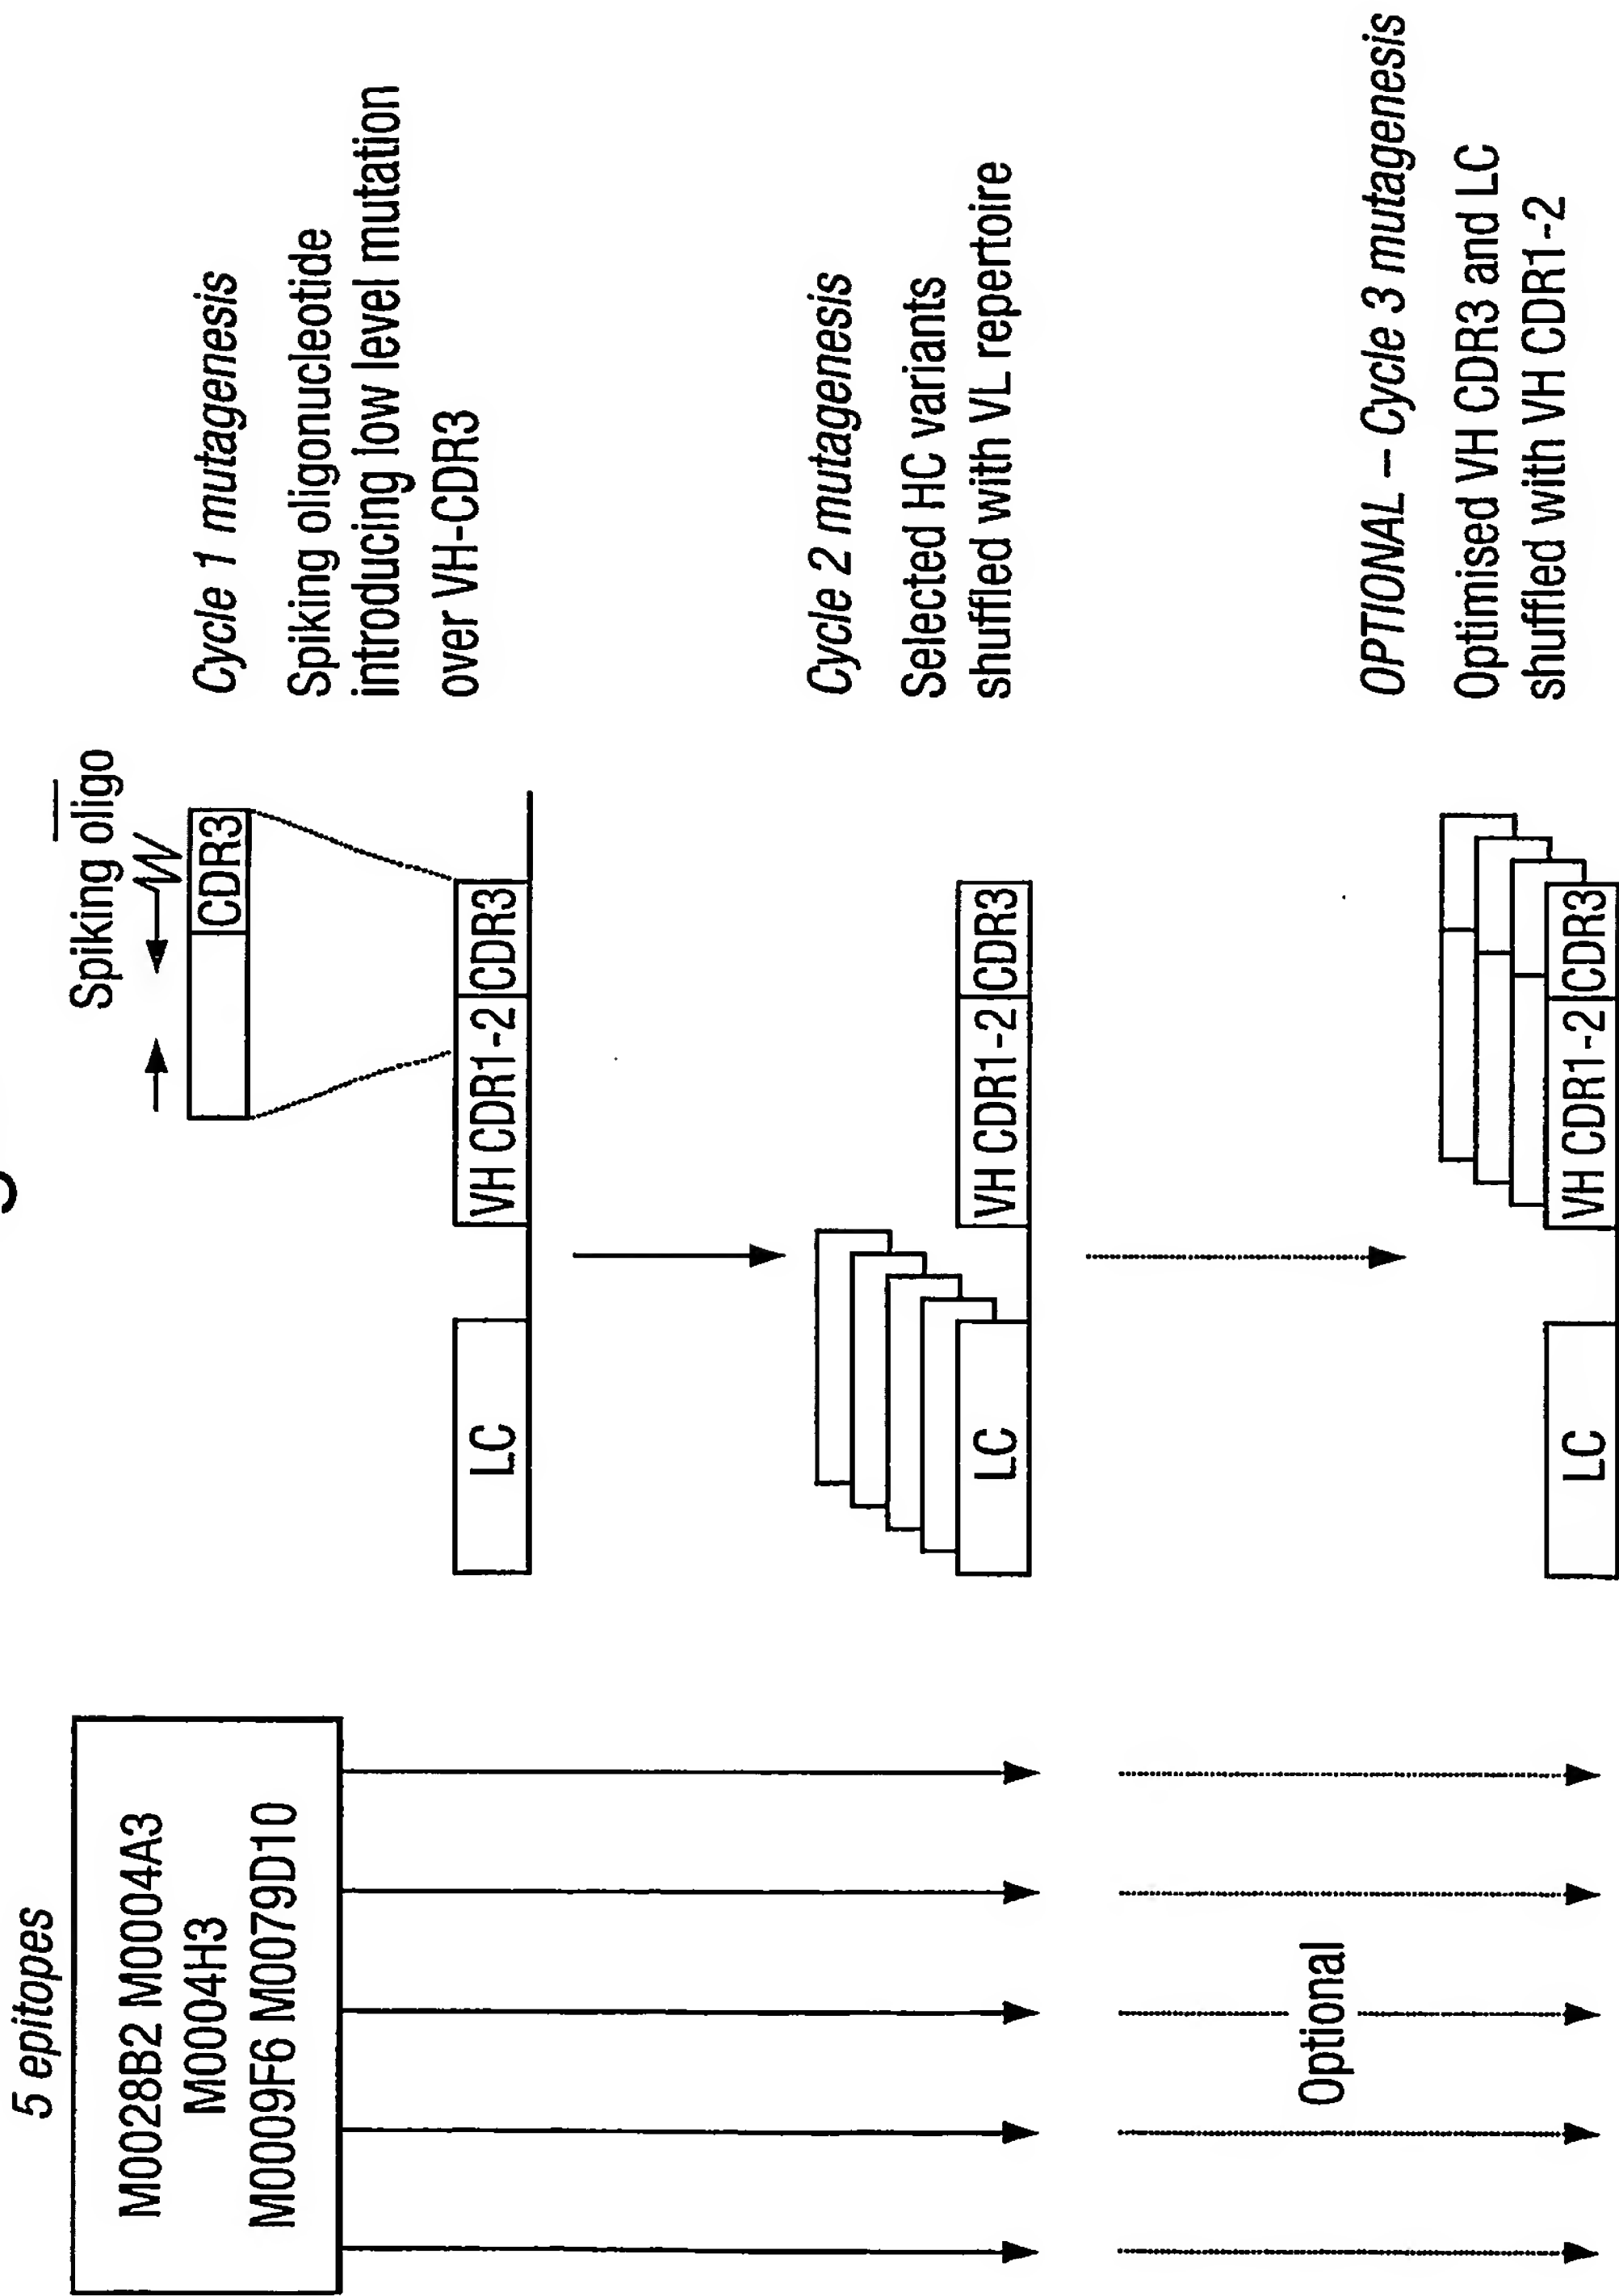 5 epitopes
M0028B2 M0004A3
M0004H3
M0009F6 M0079D10
Optional
Spiking oligo
CDR3
LC
VH CDR1-2
CDR3
Cycle 1 mutagenesis
Spiking oligonucleotide
introducing low level mutation
over VH-CDR3
LC
VH CDR1-2
CDR3
Cycle 2 mutagenesis
Selected HC variants
shuffled with VL repertoire
LC
VH CDR1-2
CDR3
OPTIONAL – Cycle 3 mutagenesis
Optimised VH CDR3 and LC
shuffled with VH CDR1-2